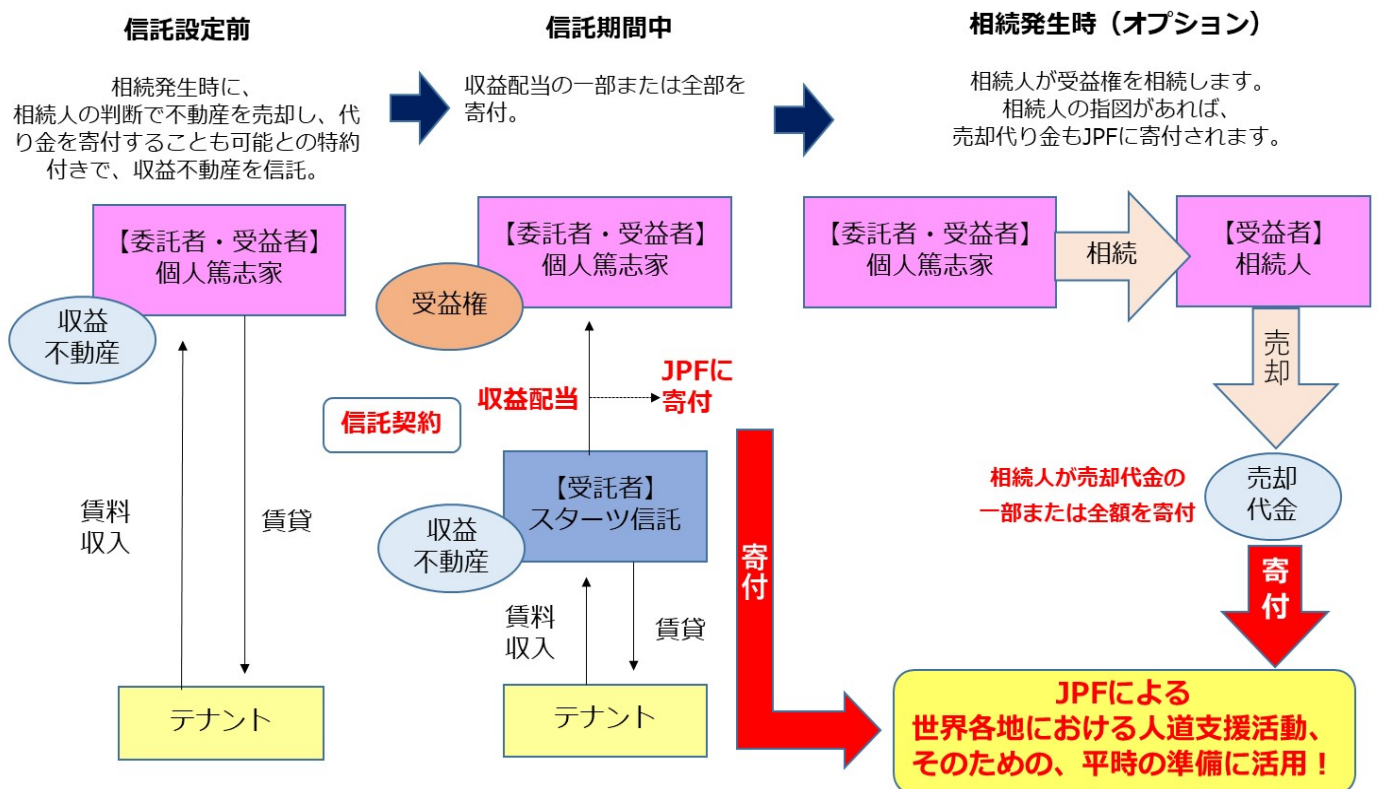 信託設定前
相続発生時に、
相続人の判断で不動産を売却し、代
り金を寄付することも可能との特約
付きで、収益不動産を信託。
【委託者・受益者】
個人篤志家
収益
不動産
賃料
収入
賃貸
テナント
信託期間中
収益配当の一部または全部を
寄付。
【委託者・受益者】
個人篤志家
受益権
収益配当
JPFに
寄付
信託契約
【受託者】
スターツ信託
収益
不動産
賃料
収入
賃貸
テナント
寄付
相続発生時（オプション）
相続人が受益権を相続します。
相続人の指図があれば、
売却代り金もJPFに寄付されます。
【委託者・受益者】
個人篤志家
相続
【受益者】
相続人
売却
相続人が売却代金の
一部または全額を寄付
売却
代金
寄付
JPFによる
世界各地における人道支援活動、
そのための、平時の準備に活用！